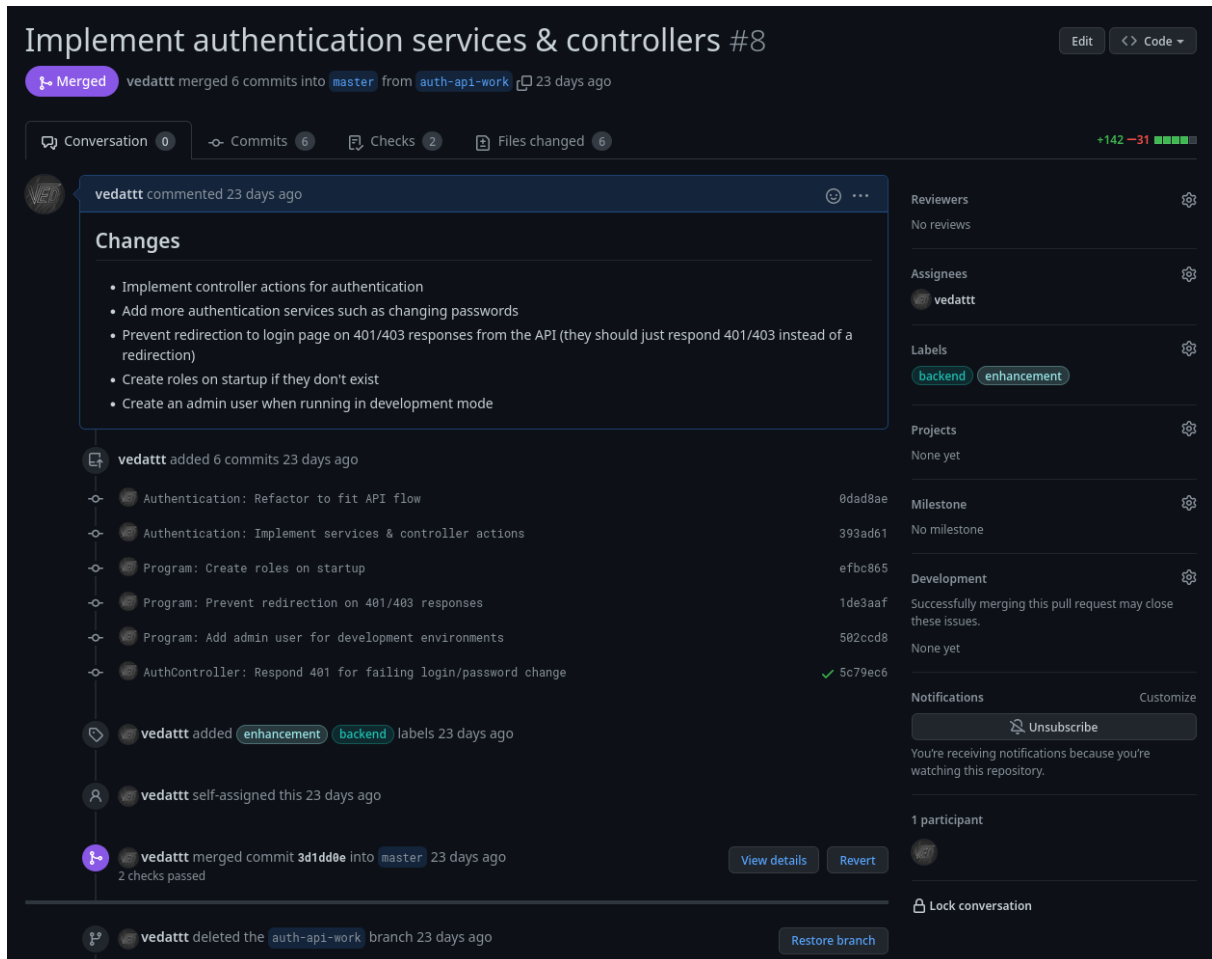 Implement authentication services & controllers #8
Edit
Code
Merged
vedattt merged 6 commits into master from auth-api-work 23 days ago
Conversation 0
Commits 6
Checks 2
Files changed 6
+142 −31
vedattt commented 23 days ago
Changes
• Implement controller actions for authentication
• Add more authentication services such as changing passwords
• Prevent redirection to login page on 401/403 responses from the API (they should just respond 401/403 instead of a
redirection)
• Create roles on startup if they don't exist
• Create an admin user when running in development mode
vedattt added 6 commits 23 days ago
Authentication: Refactor to fit API flow 0dad8ae
Authentication: Implement services & controller actions 393ad61
Program: Create roles on startup efbc865
Program: Prevent redirection on 401/403 responses 1de3aaf
Program: Add admin user for development environments 502ccd8
AuthController: Respond 401 for failing login/password change 5c79ec6
vedattt added enhancement backend labels 23 days ago
vedattt self-assigned this 23 days ago
vedattt merged commit 3d1dd0e into master 23 days ago
2 checks passed
View details
Revert
vedattt deleted the auth-api-work branch 23 days ago
Restore branch
Reviewers
No reviews
Assignees
vedattt
Labels
backend enhancement
Projects
None yet
Milestone
No milestone
Development
Successfully merging this pull request may close
these issues.
None yet
Notifications
Customize
Unsubscribe
You're receiving notifications because you're
watching this repository.
1 participant
Lock conversation